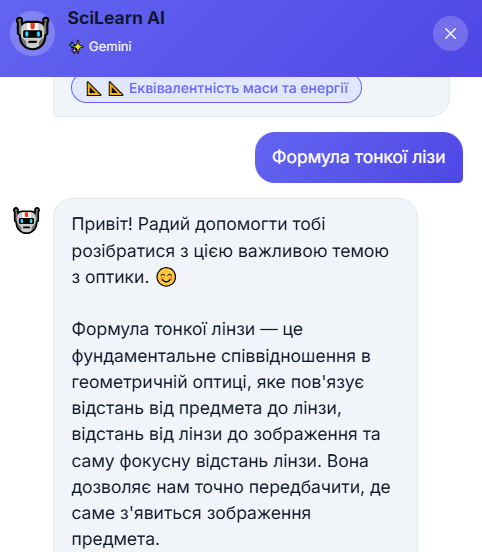 SciLearn AI
✨ Gemini
📐 📐 Еквівалентність маси та енергії
Формула тонкої лізи
Привіт! Радий допомогти тобі
розібратися з цією важливою темою
з оптики. 😊
Формула тонкої лінзи — це
фундаментальне співвідношення в
геометричній оптиці, яке пов'язує
відстань від предмета до лінзи,
відстань від лінзи до зображення та
саму фокусну відстань лінзи. Вона
дозволяє нам точно передбачити, де
саме з'явиться зображення
предмета.